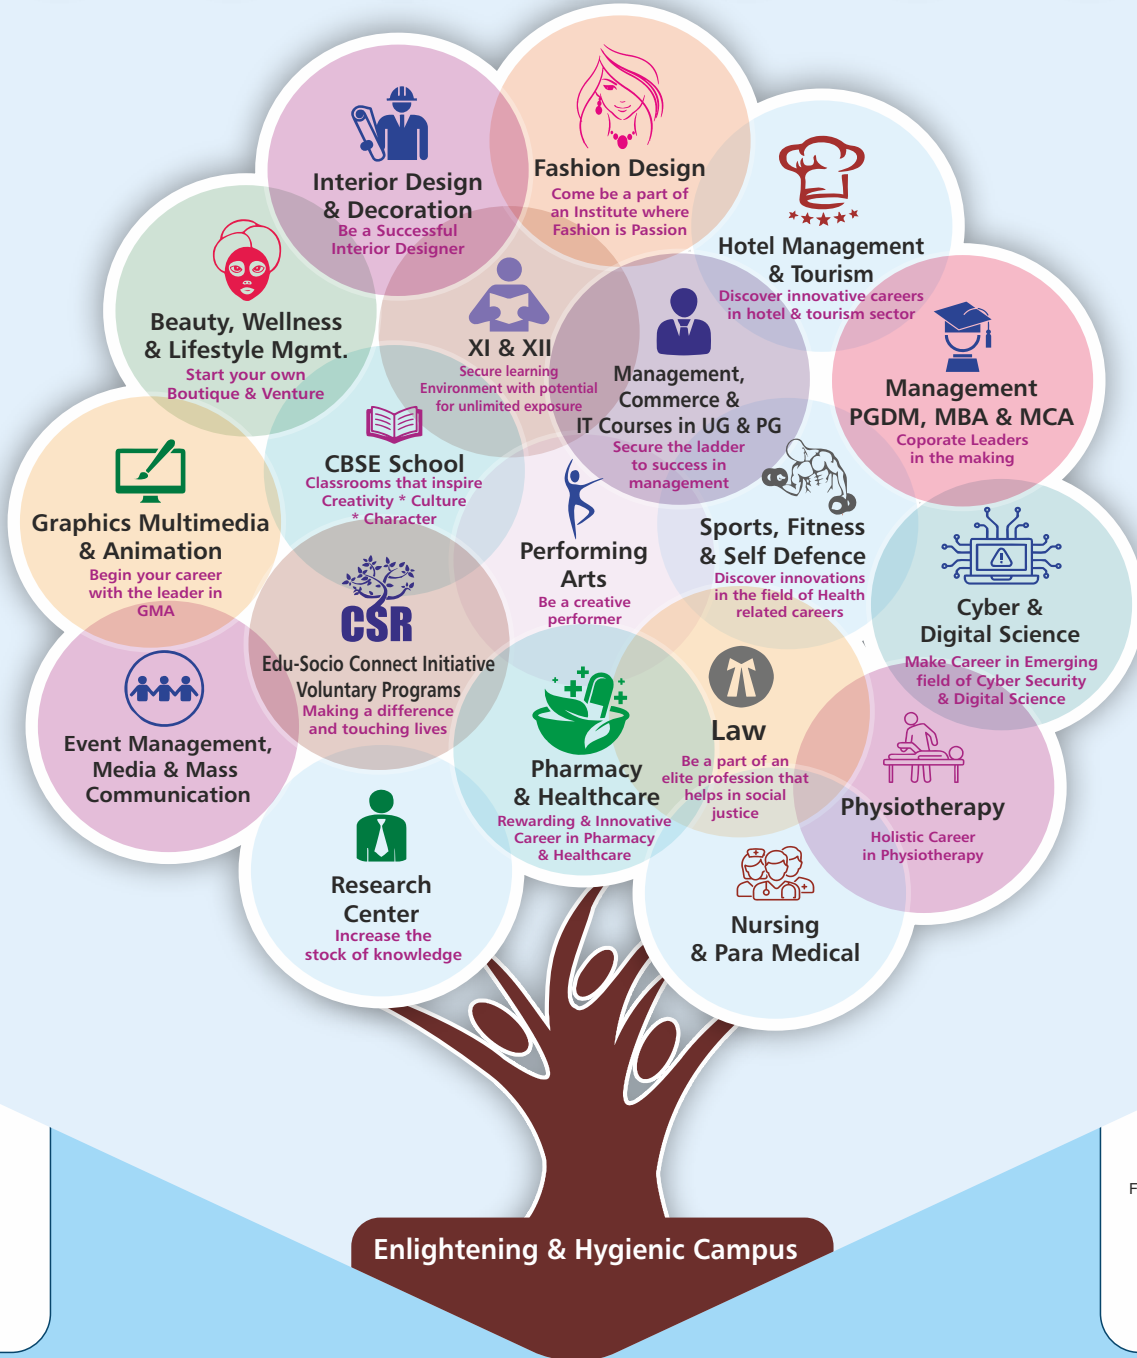 Fashion Design
Come be a part of
an Institute where
Fashion is Passion
Interior Design
& Decoration
Be a Successful
Interior Designer
Hotel Management
& Tourism
Discover innovative careers
in hotel & tourism sector
Beauty, Wellness
& Lifestyle Mgmt.
Start your own
Boutique & Venture
XI & XII
Secure learning
Environment with potential
for unlimited exposure
Management,
Commerce &
IT Courses in UG & PG
Secure the ladder
to success in
management
Management
PGDM, MBA & MCA
Coporate Leaders
in the making
CBSE School
Classrooms that inspire
Creativity * Culture
* Character
Graphics Multimedia
& Animation
Begin your career
with the leader in
GMA
Performing
Arts
Be a creative
performer
Sports, Fitness
& Self Defence
Discover innovations
in the field of Health
related careers
Cyber &
Digital Science
Make Career in Emerging
field of Cyber Security
& Digital Science
CSR
Edu-Socio Connect Initiative
Voluntary Programs
Making a difference
and touching lives
Event Management,
Media & Mass
Communication
Law
Be a part of an
elite profession that
helps in social
justice
Pharmacy
& Healthcare
Rewarding & Innovative
Career in Pharmacy
& Healthcare
Physiotherapy
Holistic Career
in Physiotherapy
Research
Center
Increase the
stock of knowledge
Nursing
& Para Medical
F
Enlightening & Hygienic Campus